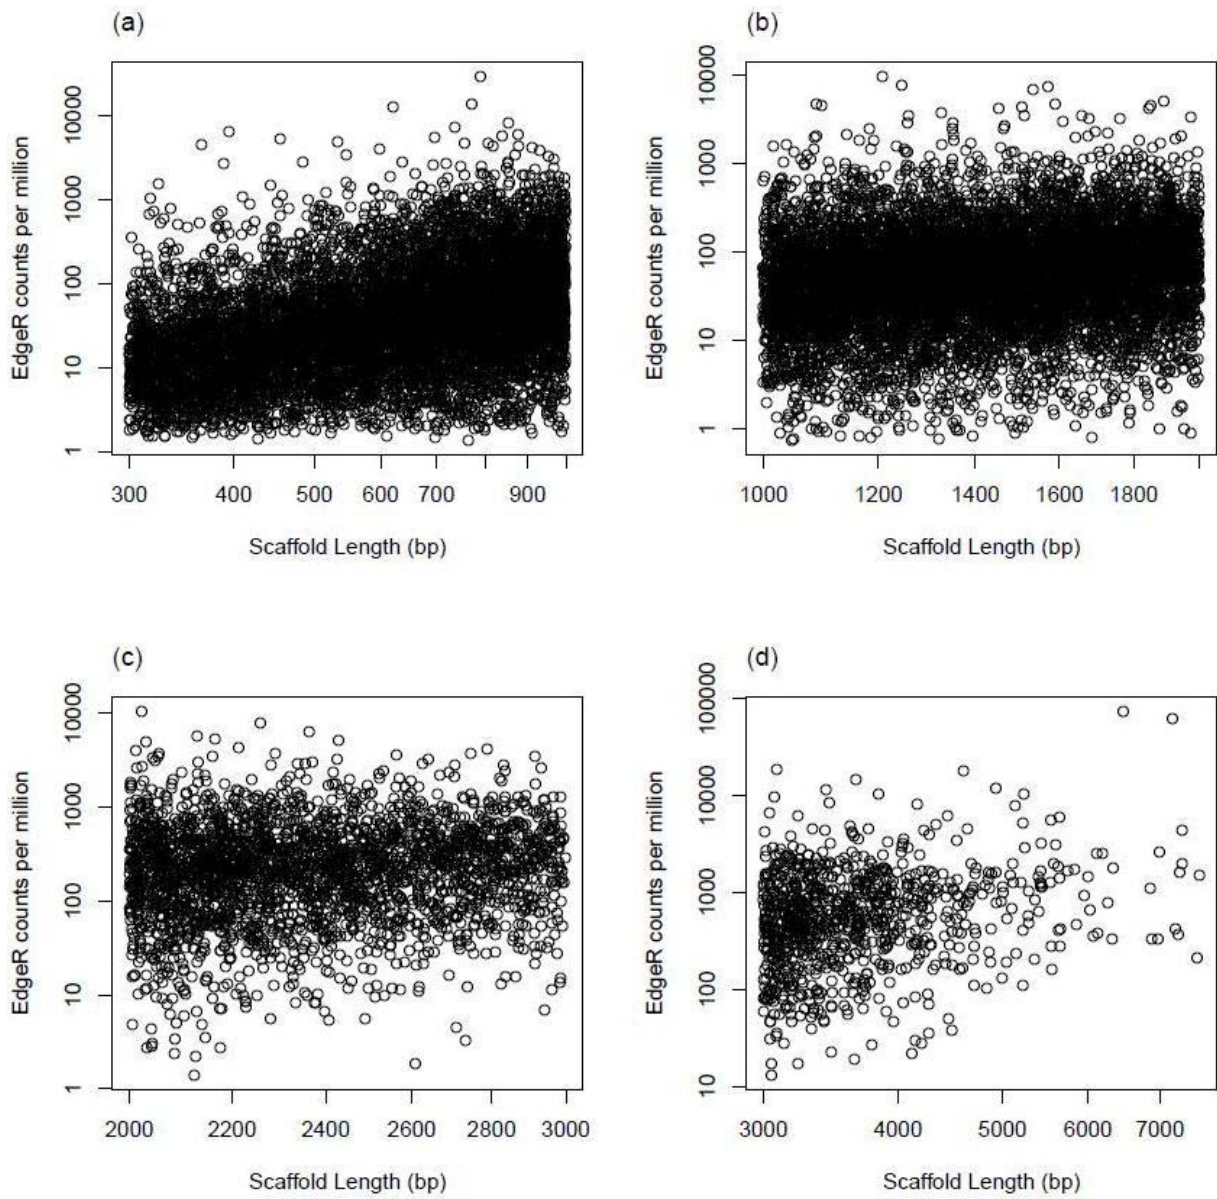 (a)
EdgeR counts per million
10000
1000
100
10
1
300 400 500 600 700 900
Scaffold Length (bp)
(b)
EdgeR counts per million
10000
1000
100
10
1
1000 1200 1400 1600 1800
Scaffold Length (bp)
(c)
EdgeR counts per million
10000
1000
100
10
1
2000 2200 2400 2600 2800 3000
Scaffold Length (bp)
(d)
EdgeR counts per million
100000
10000
1000
100
10
3000 4000 5000 6000 7000
Scaffold Length (bp)